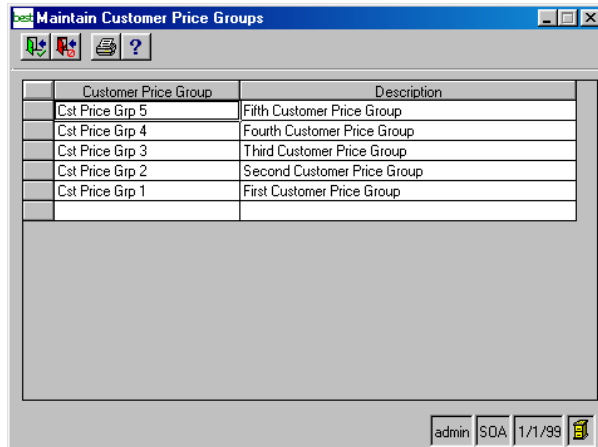 best Maintain Customer Price Groups
?
Customer Price Group Description
Cst Price Grp 5 Fifth Customer Price Group
Cst Price Grp 4 Fourth Customer Price Group
Cst Price Grp 3 Third Customer Price Group
Cst Price Grp 2 Second Customer Price Group
Cst Price Grp 1 First Customer Price Group
admin SOA 1/1/99